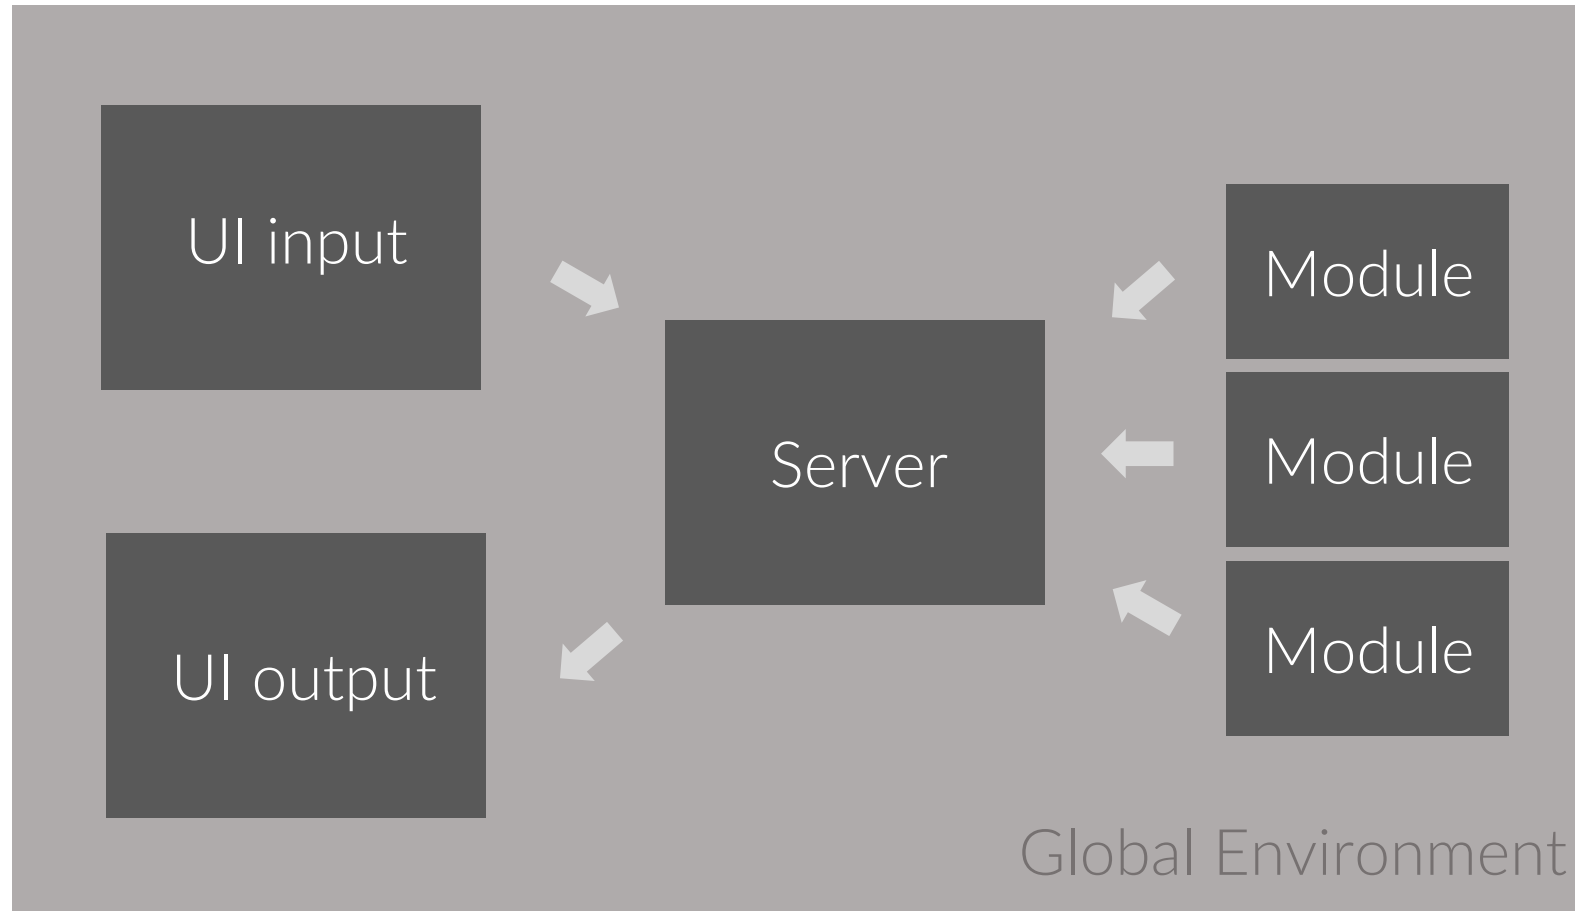 UI input
Module
Server
Module
UI output
Module
Global Environment